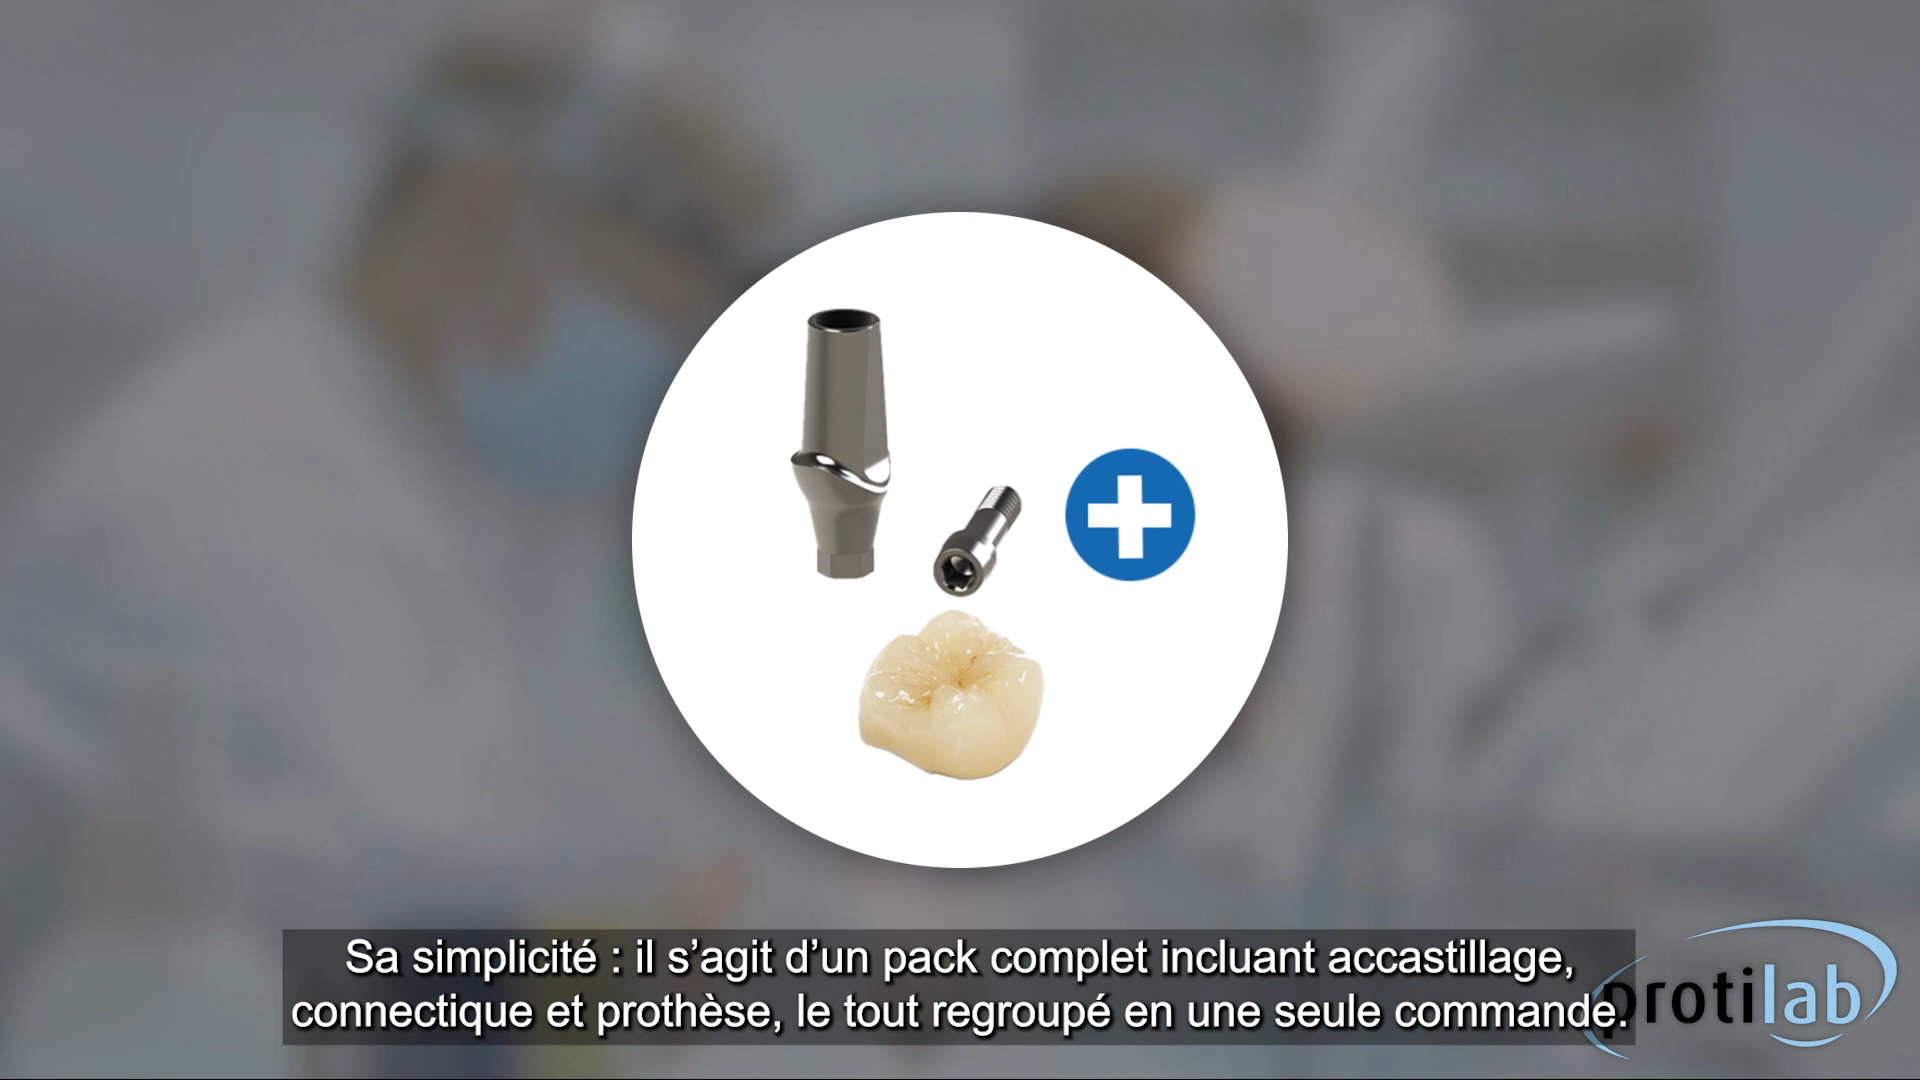 Sa simplicité : il s’agit d’un pack complet incluant accastillage,
connectique et prothèse, le tout regroupé en une seule commande.
protilab